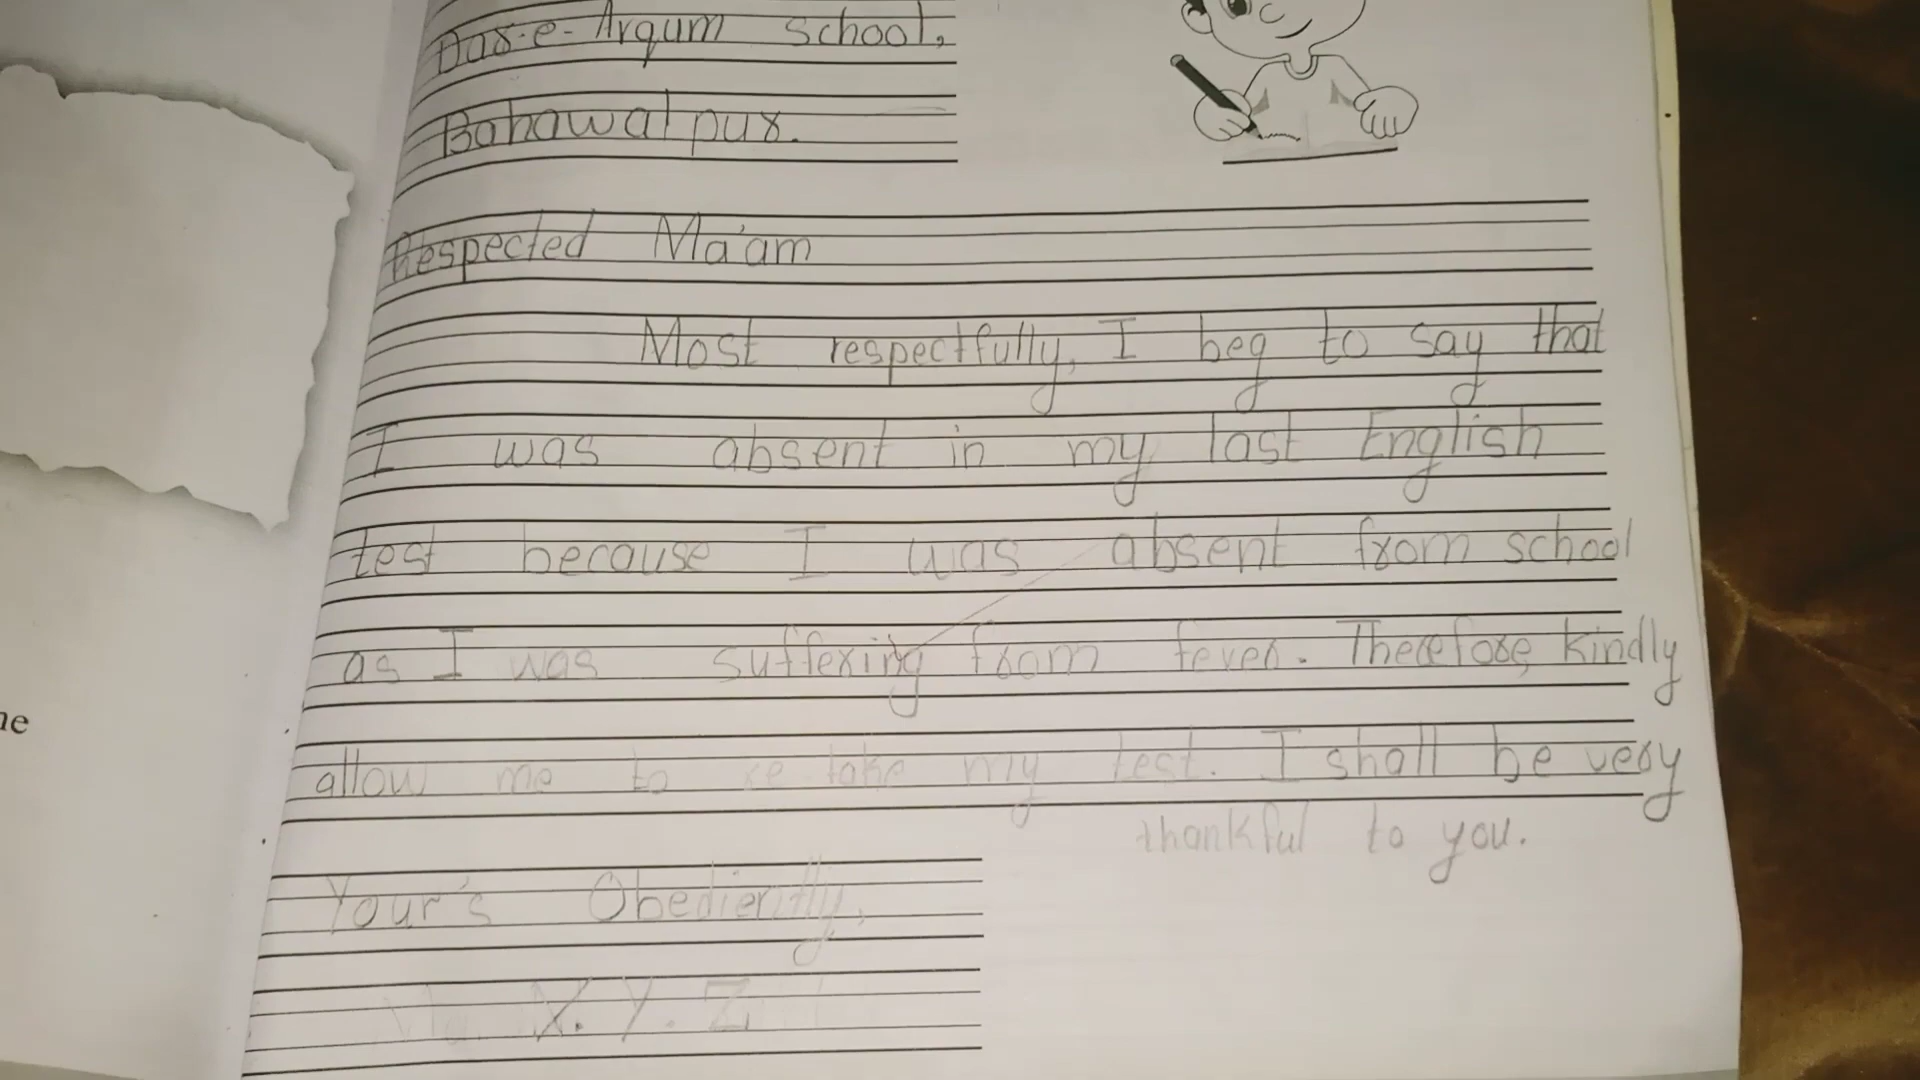 Dar-e-Arqum School,
Bahawalpur.
Respected Ma'am
Most respectfully, I beg to say that
I was absent in my last English
test because I was absent from school
as I was suffering from fever. Therefore, kindly
allow me to re-take my test. I shall be very
thankful to you.
Your's Obediently,
X. Y. Z